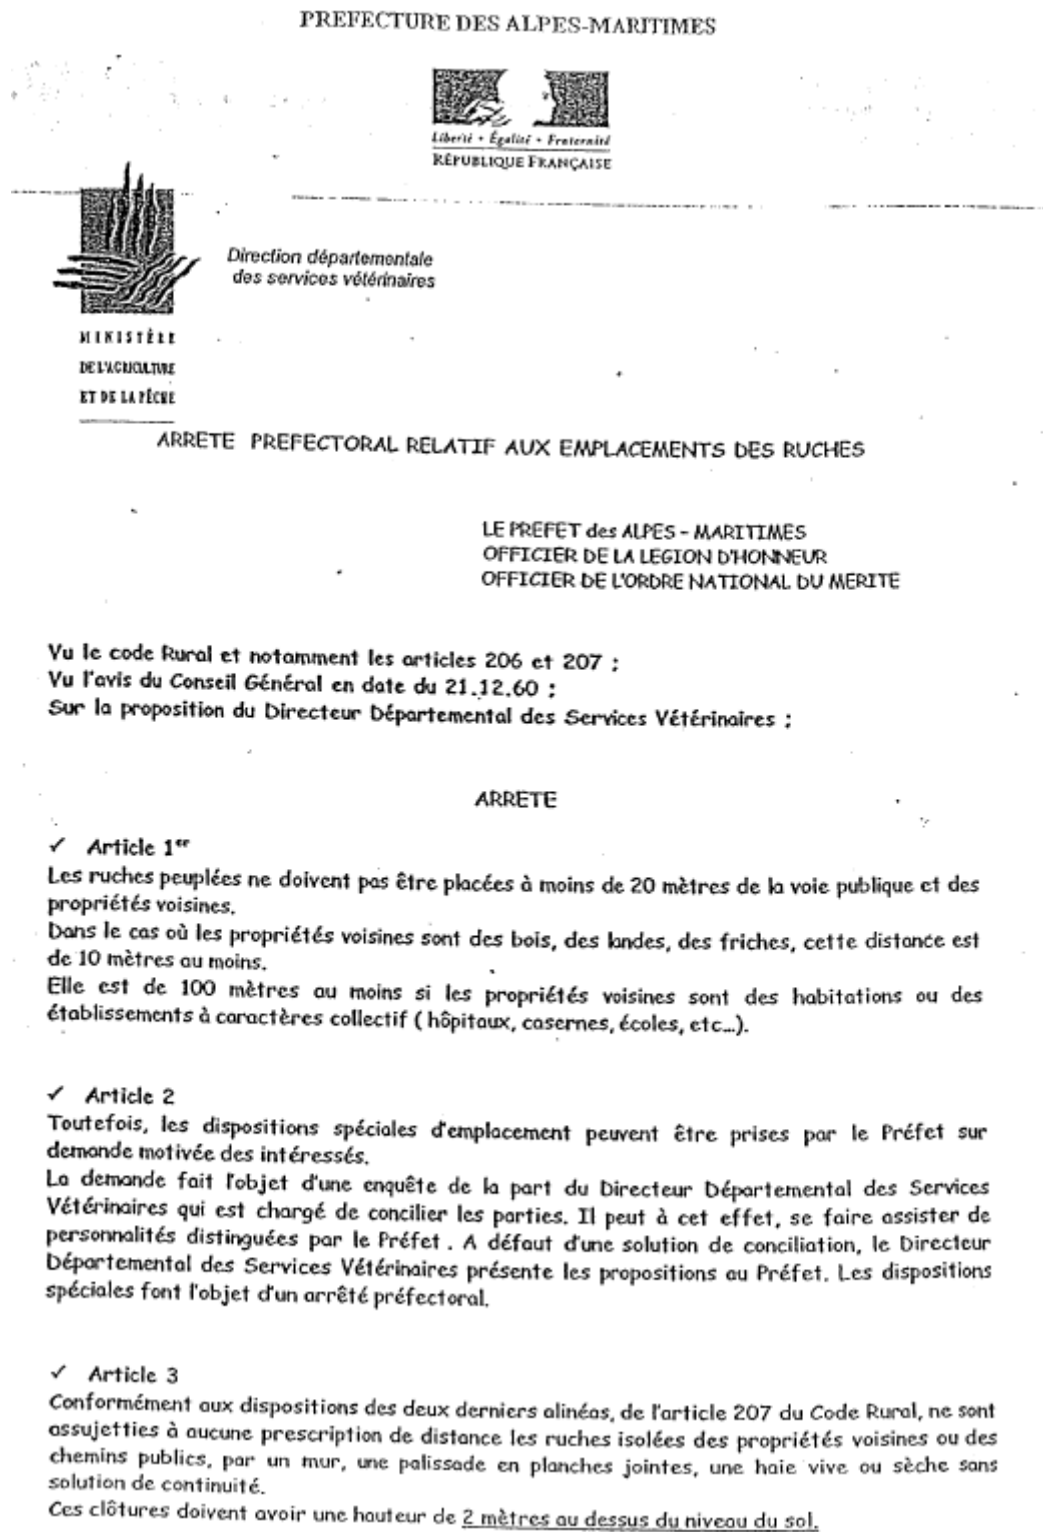 PREFECTURE DES ALPES-MARITIMES
Liberté • Égalité • Fraternité
RÉPUBLIQUE FRANÇAISE
Direction départementale
des services vétérinaires
MINISTÈRE
DE L'AGRICULTURE
ET DE LA PÊCHE
ARRETE PREFECTORAL RELATIF AUX EMPLACEMENTS DES RUCHES
LE PREFET des ALPES - MARITIMES
OFFICIER DE LA LEGION D'HONNEUR
OFFICIER DE L'ORDRE NATIONAL DU MERITE
Vu le code Rural et notamment les articles 206 et 207 ;
Vu l'avis du Conseil Général en date du 21.12.60 ;
Sur la proposition du Directeur Départemental des Services Vétérinaires ;
ARRETE
✓ Article 1er
Les ruches peuplées ne doivent pas être placées à moins de 20 mètres de la voie publique et des
propriétés voisines.
Dans le cas où les propriétés voisines sont des bois, des landes, des friches, cette distance est
de 10 mètres au moins.
Elle est de 100 mètres au moins si les propriétés voisines sont des habitations ou des
établissements à caractères collectif ( hôpitaux, casernes, écoles, etc...).
✓ Article 2
Toutefois, les dispositions spéciales d'emplacement peuvent être prises par le Préfet sur
demande motivée des intéressés.
La demande fait l'objet d'une enquête de la part du Directeur Départemental des Services
Vétérinaires qui est chargé de concilier les parties. Il peut à cet effet, se faire assister de
personnalités distinguées par le Préfet . A défaut d'une solution de conciliation, le Directeur
Départemental des Services Vétérinaires présente les propositions au Préfet. Les dispositions
spéciales font l'objet d'un arrêté préfectoral.
✓ Article 3
Conformément aux dispositions des deux derniers alinéas, de l'article 207 du Code Rural, ne sont
assujetties à aucune prescription de distance les ruches isolées des propriétés voisines ou des
chemins publics, par un mur, une palissade en planches jointes, une haie vive ou sèche sans
solution de continuité.
Ces clôtures doivent avoir une hauteur de 2 mètres au dessus du niveau du sol.